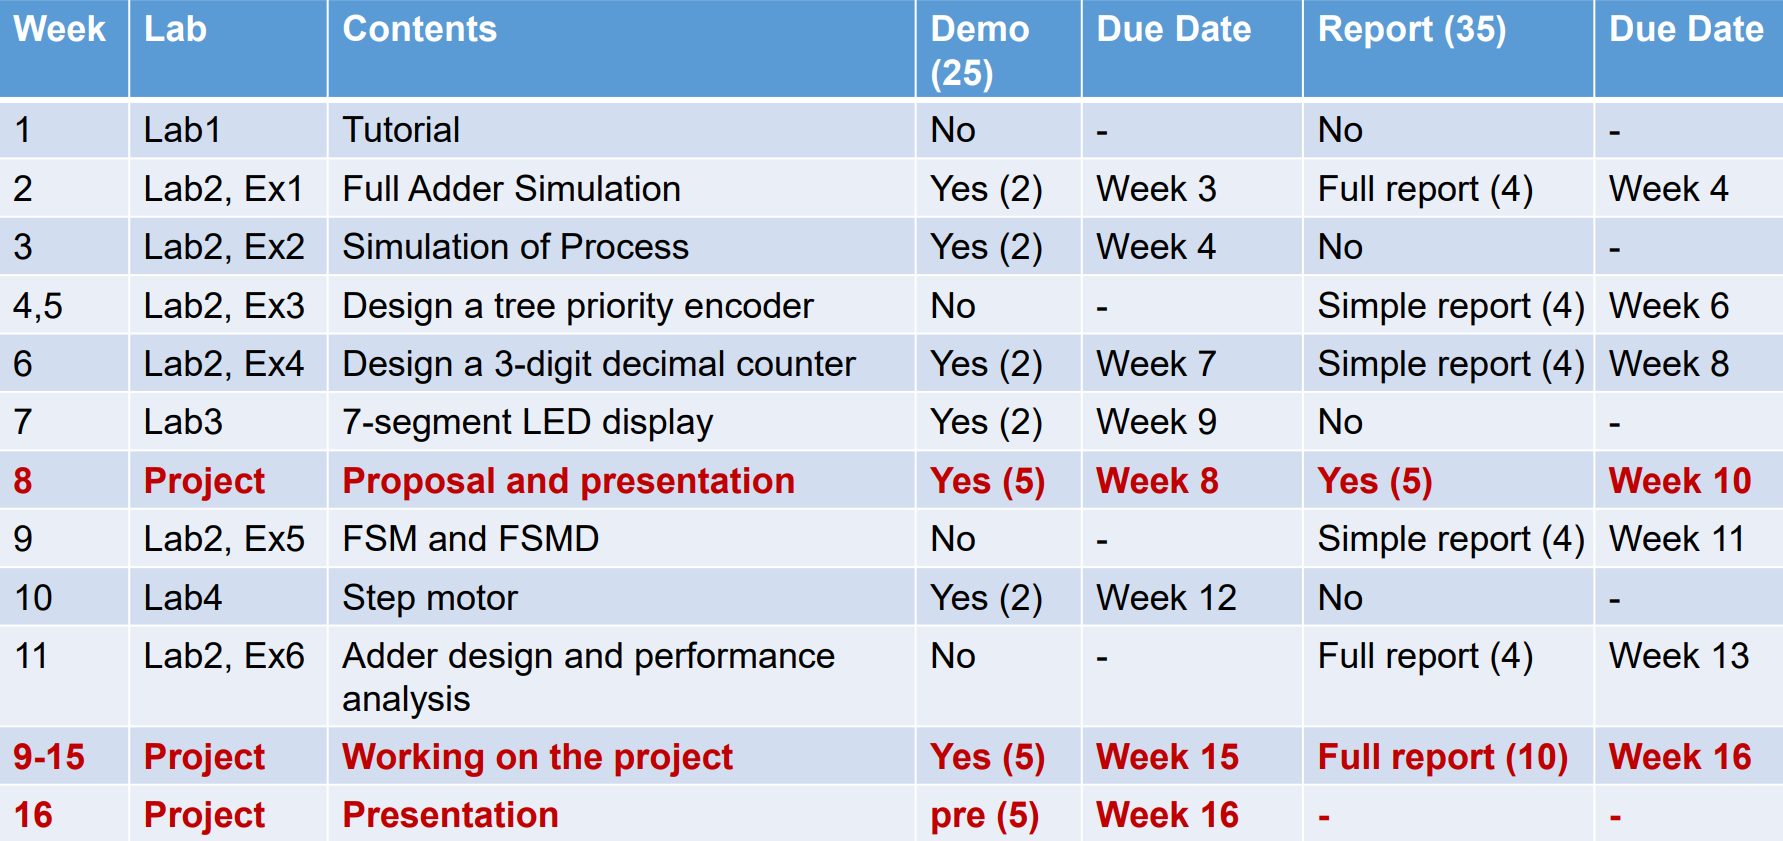 Week Lab Contents Demo (25) Due Date Report (35) Due Date
1 Lab1 Tutorial No - No -
2 Lab2, Ex1 Full Adder Simulation Yes (2) Week 3 Full report (4) Week 4
3 Lab2, Ex2 Simulation of Process Yes (2) Week 4 No -
4,5 Lab2, Ex3 Design a tree priority encoder No - Simple report (4) Week 6
6 Lab2, Ex4 Design a 3-digit decimal counter Yes (2) Week 7 Simple report (4) Week 8
7 Lab3 7-segment LED display Yes (2) Week 9 No -
8 Project Proposal and presentation Yes (5) Week 8 Yes (5) Week 10
9 Lab2, Ex5 FSM and FSMD No - Simple report (4) Week 11
10 Lab4 Step motor Yes (2) Week 12 No -
11 Lab2, Ex6 Adder design and performance analysis No - Full report (4) Week 13
9-15 Project Working on the project Yes (5) Week 15 Full report (10) Week 16
16 Project Presentation pre (5) Week 16 - -